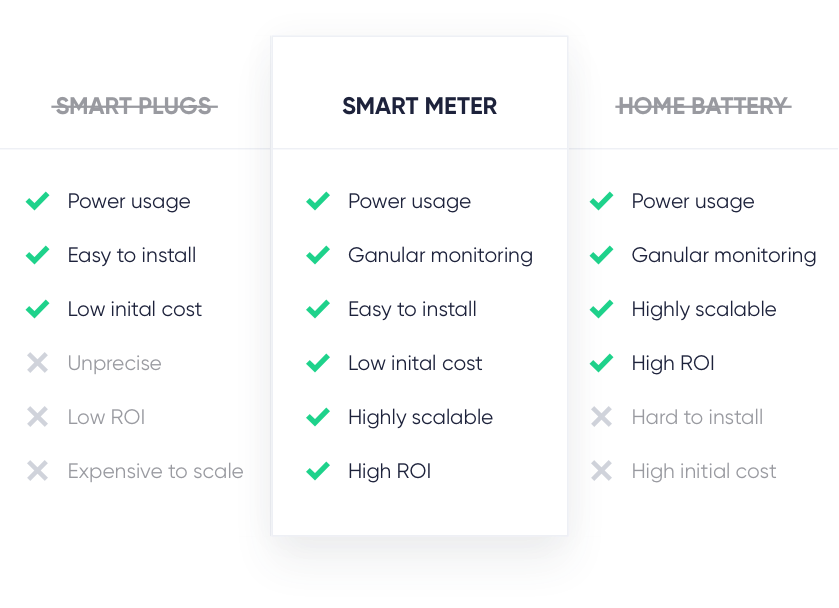 SMART PLUGS
Power usage
Easy to install
Low inital cost
Unprecise
Low ROI
Expensive to scale
SMART METER
Power usage
Ganular monitoring
Easy to install
Low inital cost
Highly scalable
High ROI
HOME BATTERY
Power usage
Ganular monitoring
Highly scalable
High ROI
Hard to install
High initial cost